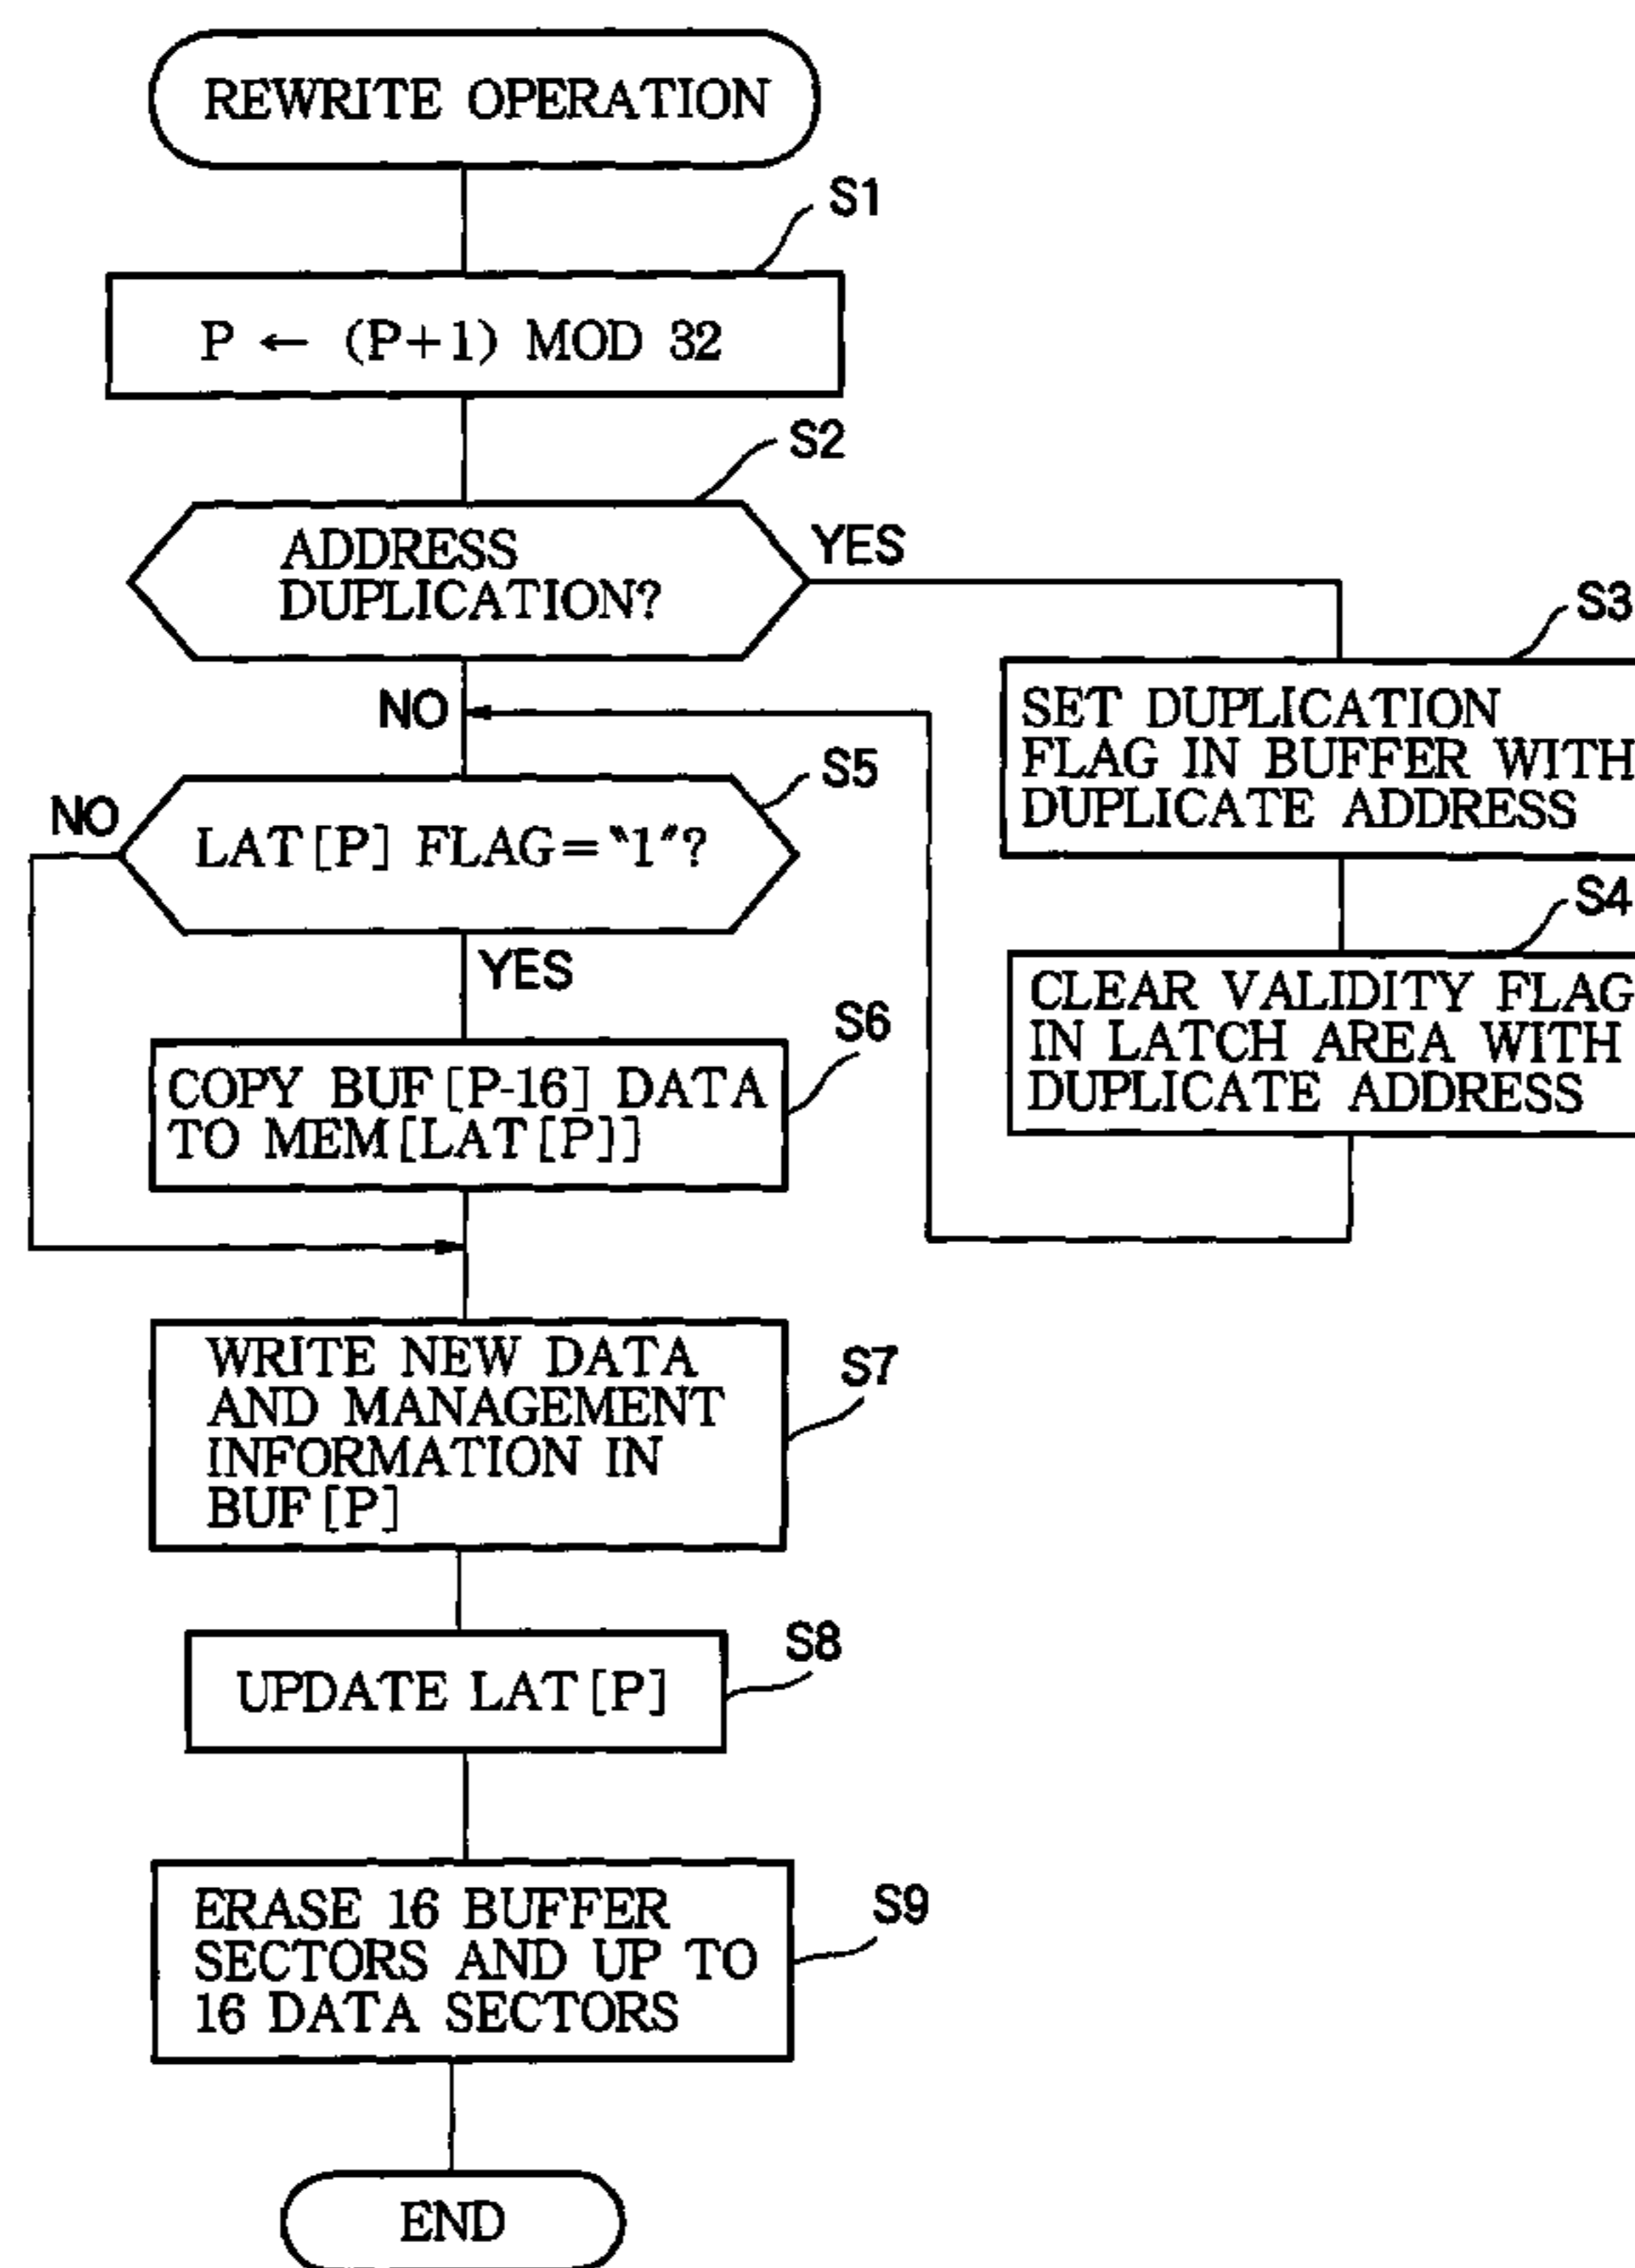 REWRITE OPERATION
S1
P ← (P+1) MOD 32
S2
ADDRESS
DUPLICATION?
YES
NO
S3
SET DUPLICATION
FLAG IN BUFFER WITH
DUPLICATE ADDRESS
S4
CLEAR VALIDITY FLAG
IN LATCH AREA WITH
DUPLICATE ADDRESS
S5
LAT[P] FLAG=〝1〞?
NO
YES
S6
COPY BUF[P-16] DATA
TO MEM[LAT[P]]
S7
WRITE NEW DATA
AND MANAGEMENT
INFORMATION IN
BUF[P]
S8
UPDATE LAT[P]
S9
ERASE 16 BUFFER
SECTORS AND UP TO
16 DATA SECTORS
END